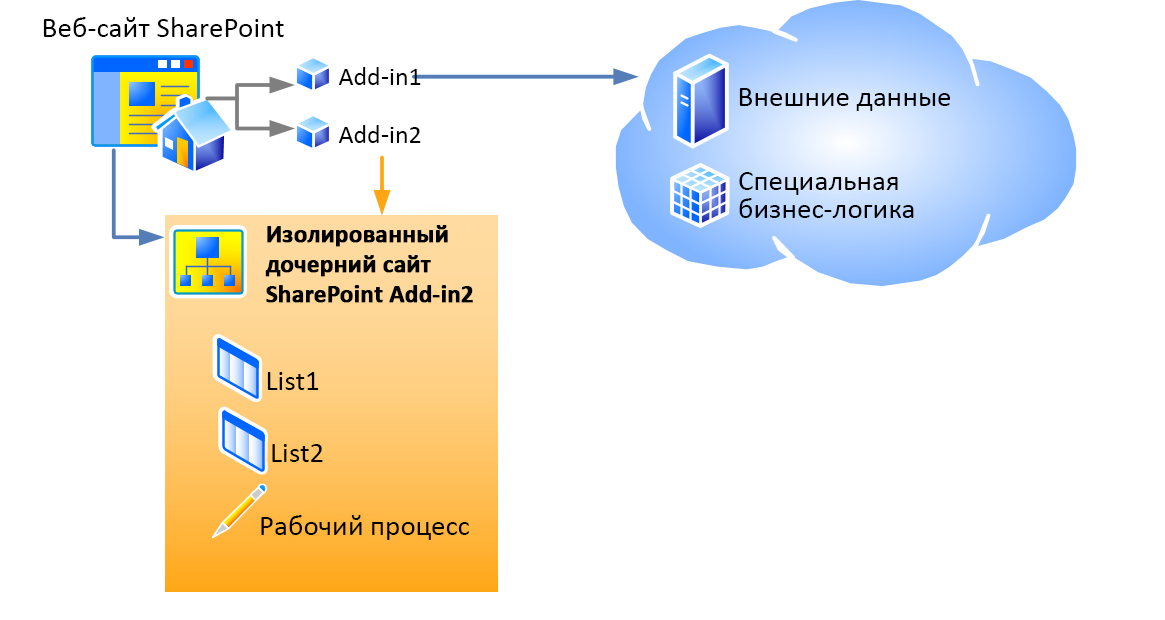 Веб-сайт SharePoint
Add-in1
Add-in2
Внешние данные
Специальная
бизнес-логика
Изолированный
дочерний сайт
SharePoint Add-in2
List1
List2
Рабочий процесс